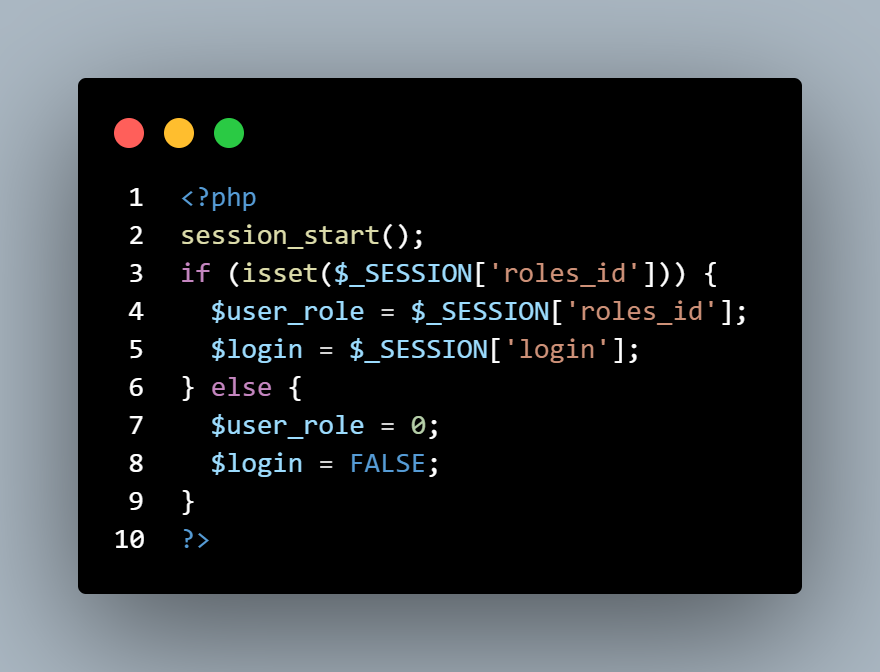 1 <?php
2 session_start();
3 if (isset($_SESSION['roles_id'])) {
4   $user_role = $_SESSION['roles_id'];
5   $login = $_SESSION['login'];
6 } else {
7   $user_role = 0;
8   $login = FALSE;
9 }
10 ?>